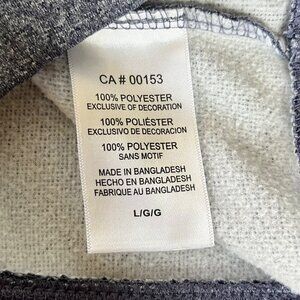 CA # 00153
100% POLYESTER
EXCLUSIVE OF DECORATION
100% POLIÉSTER
EXCLUSIVO DE DECORACION
100% POLYESTER
SANS MOTIF
MADE IN BANGLADESH
HECHO EN BANGLADESH
FABRIQUE AU BANGLADESH
L/G/G